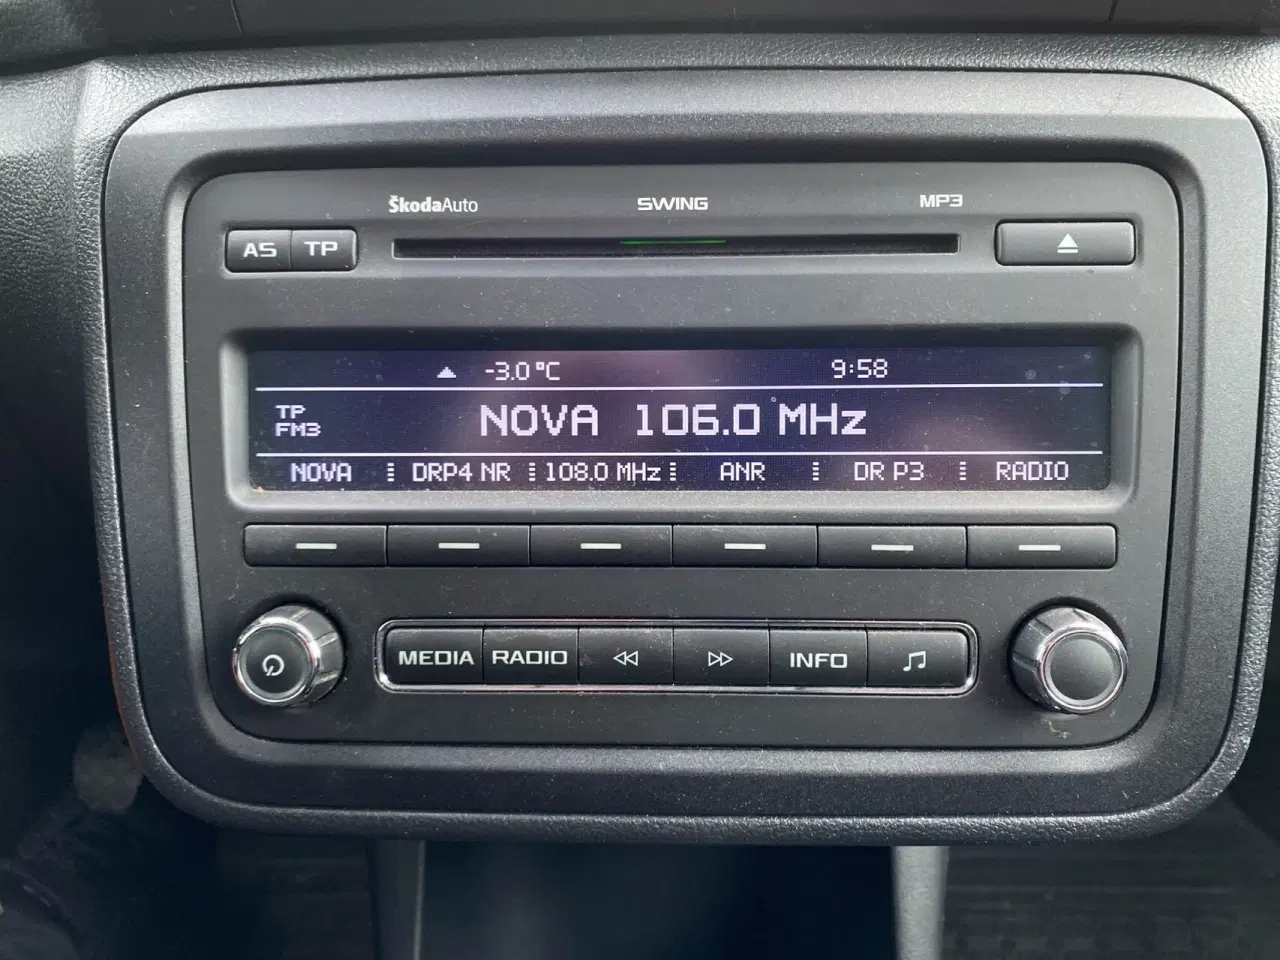 ŠkodaAuto SWING MP3
AS TP
-3.0°C 9:58
TP
FM3
NOVA 106.0 MHz
NOVA DRP4 NR 108.0 MHz ANR DR P3 RADIO
MEDIA RADIO INFO